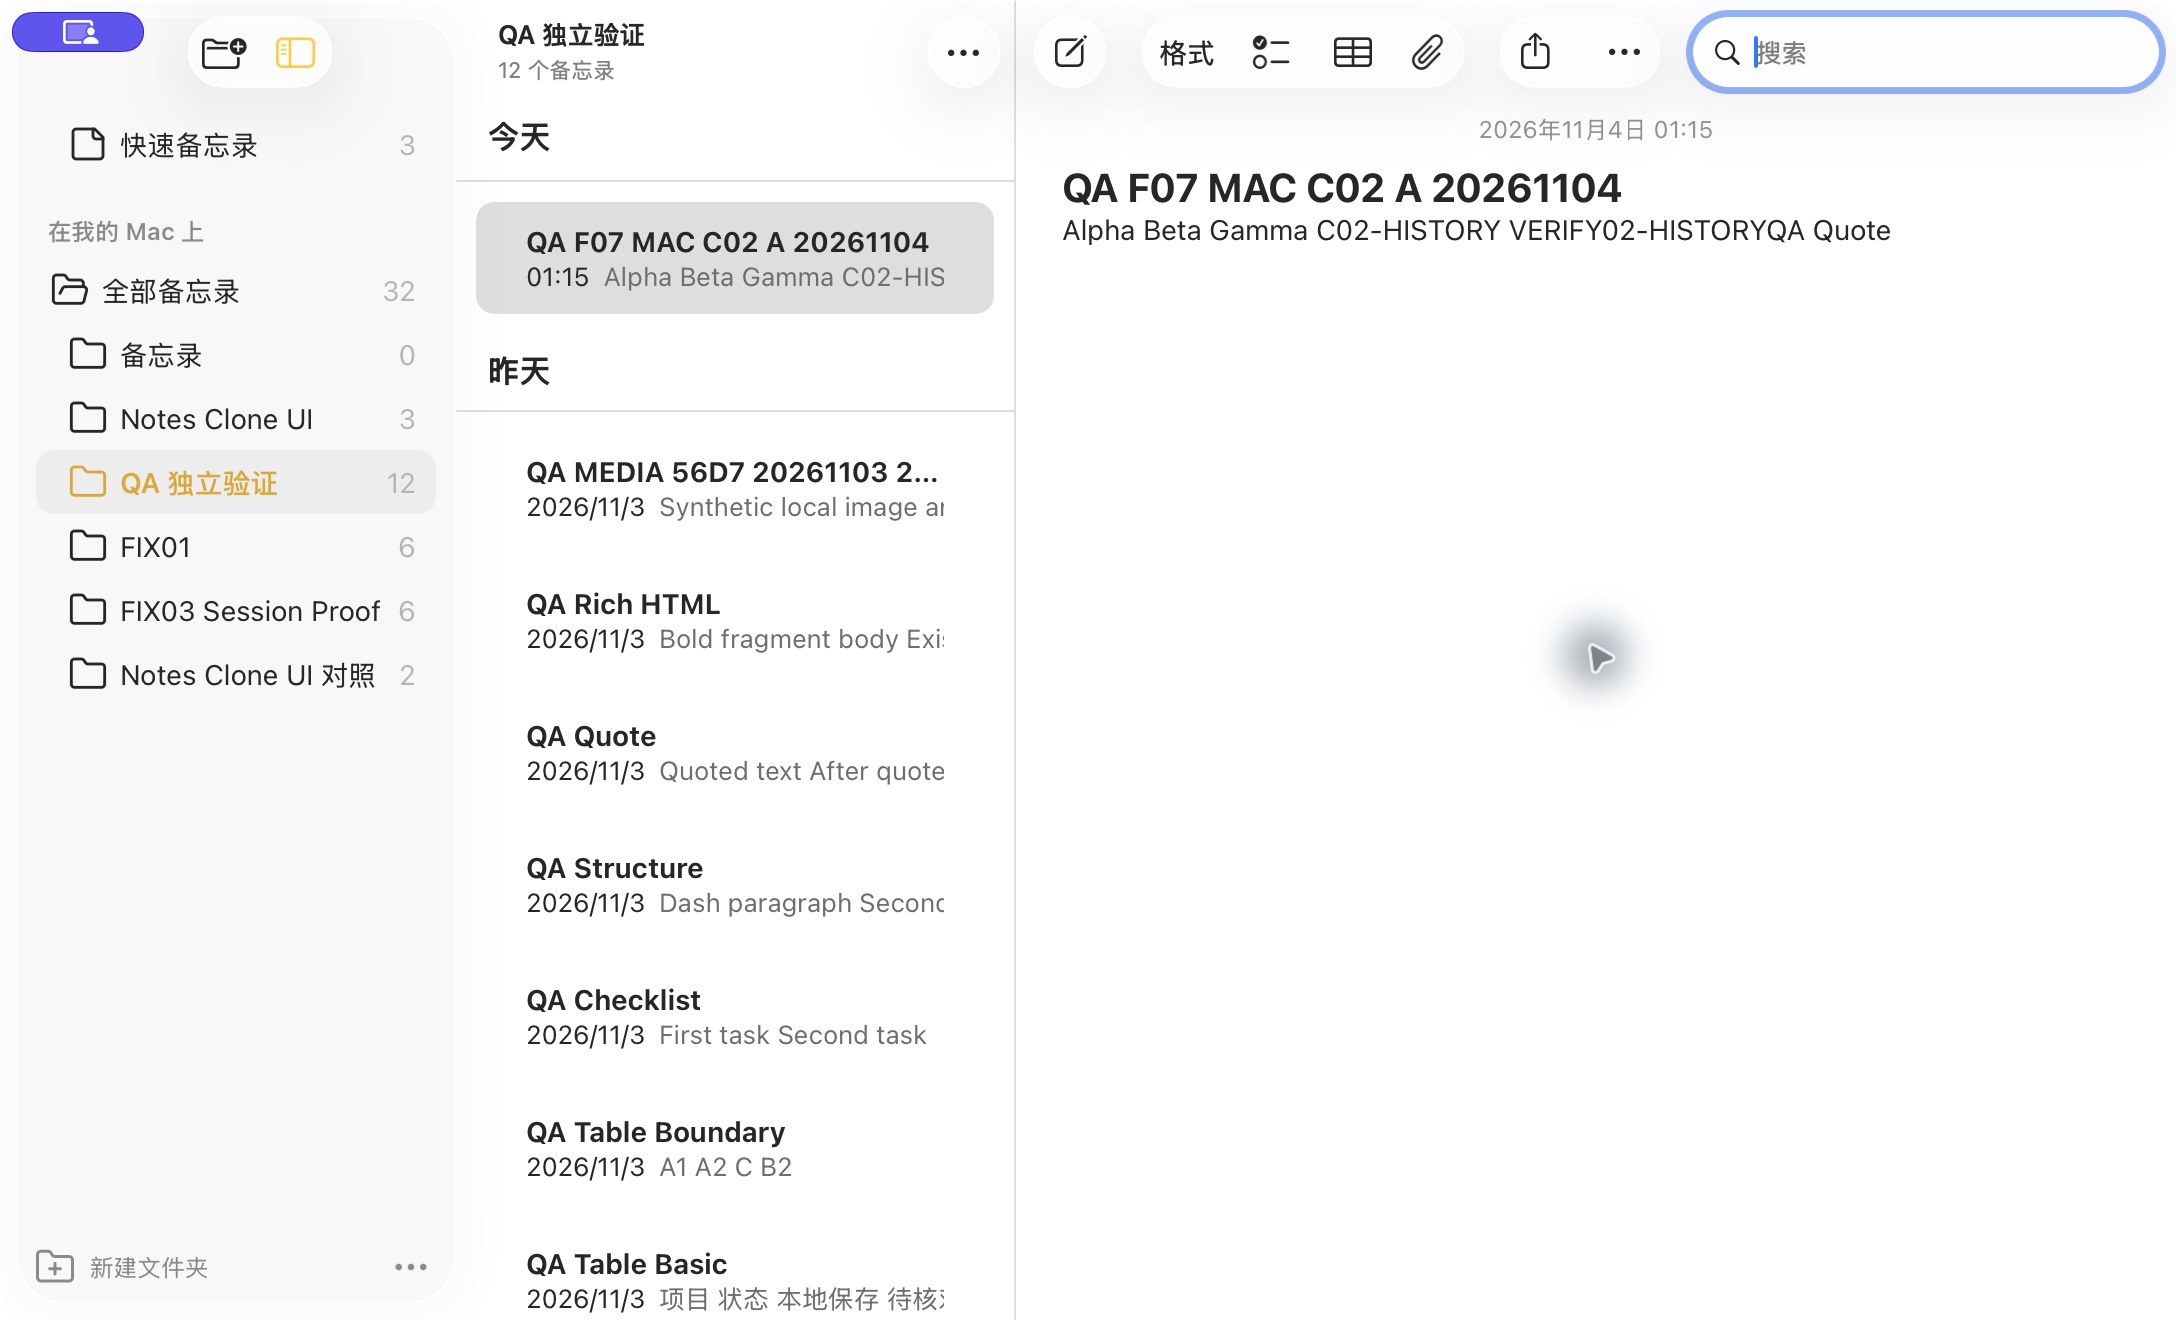 快速备忘录 3
在我的 Mac 上
全部备忘录 32
备忘录 0
Notes Clone UI 3
QA 独立验证 12
FIX01 6
FIX03 Session Proof 6
Notes Clone UI 对照 2
新建文件夹
QA 独立验证
12 个备忘录
今天
QA F07 MAC C02 A 20261104
01:15 Alpha Beta Gamma C02-HIS
昨天
QA MEDIA 56D7 20261103 2...
2026/11/3 Synthetic local image
QA Rich HTML
2026/11/3 Bold fragment body
QA Quote
2026/11/3 Quoted text After quote
QA Structure
2026/11/3 Dash paragraph
QA Checklist
2026/11/3 First task Second task
QA Table Boundary
2026/11/3 A1 A2 C B2
QA Table Basic
2026/11/3 项目 状态 本地保存 待核
格式
搜索
2026年11月4日 01:15
QA F07 MAC C02 A 20261104
Alpha Beta Gamma C02-HISTORY VERIFY02-HISTORYQA Quote